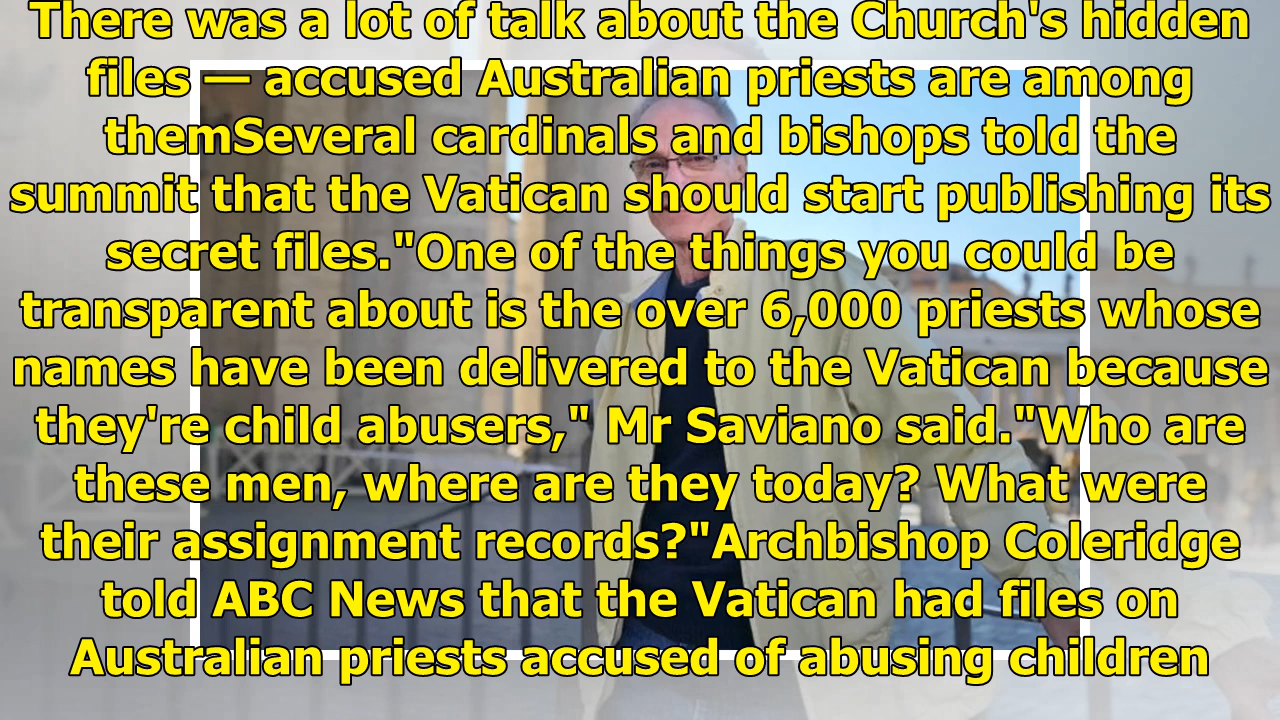 There was a lot of talk about the Church's hidden
files — accused Australian priests are among
themSeveral cardinals and bishops told the
summit that the Vatican should start publishing its
secret files."One of the things you could be
transparent about is the over 6,000 priests whose
names have been delivered to the Vatican because
they're child abusers," Mr Saviano said."Who are
these men, where are they today? What were
their assignment records?"Archbishop Coleridge
told ABC News that the Vatican had files on
Australian priests accused of abusing children